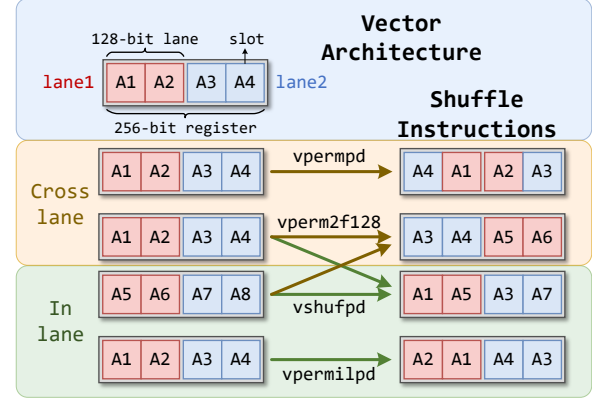 Vector
Architecture
128-bit lane
slot
lane1 A1 A2 A3 A4 lane2
256-bit register
Shuffle
Instructions
Cross
lane
A1 A2 A3 A4 vpermpd A4 A1 A2 A3
A1 A2 A3 A4 vperm2f128 A3 A4 A5 A6
In
lane
A5 A6 A7 A8 vshufpd A1 A5 A3 A7
A1 A2 A3 A4 vpermilpd A2 A1 A4 A3